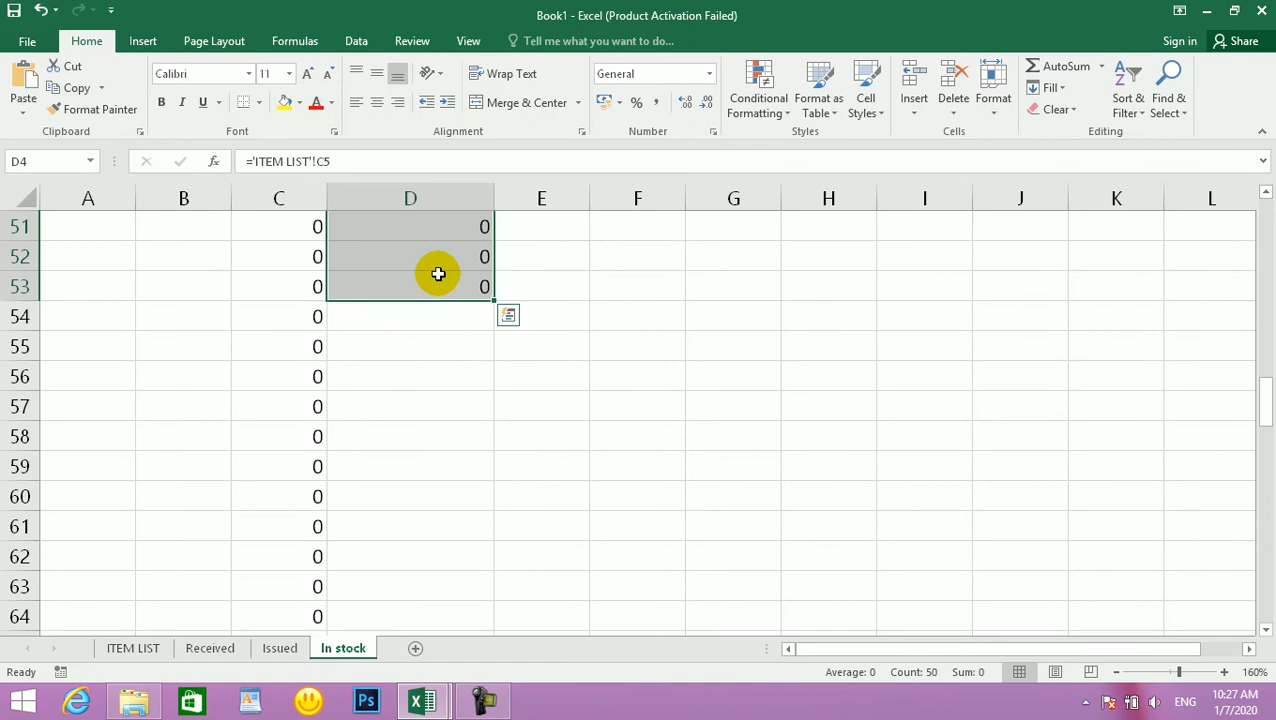 Book1 - Excel (Product Activation Failed)
File Home Insert Page Layout Formulas Data Review View Tell me what you want to do... Sign in Share
Cut
Copy
Format Painter
Paste
Clipboard
Calibri 11
B I U A
Font
Wrap Text
Merge & Center
Alignment
General
% ,
Number
Conditional Formatting
Format as Table
Cell Styles
Styles
Insert Delete Format
Cells
AutoSum
Fill
Clear
Sort & Filter
Find & Select
Editing
D4 fx ='ITEM LIST'!C5
A B C D E F G H I J K L
51 0 0
52 0 0
53 0 0
54 0
55 0
56 0
57 0
58 0
59 0
60 0
61 0
62 0
63 0
64 0
ITEM LIST Received Issued In stock
Ready Average: 0 Count: 50 Sum: 0 160%
Ps ENG 10:27 AM
1/7/2020